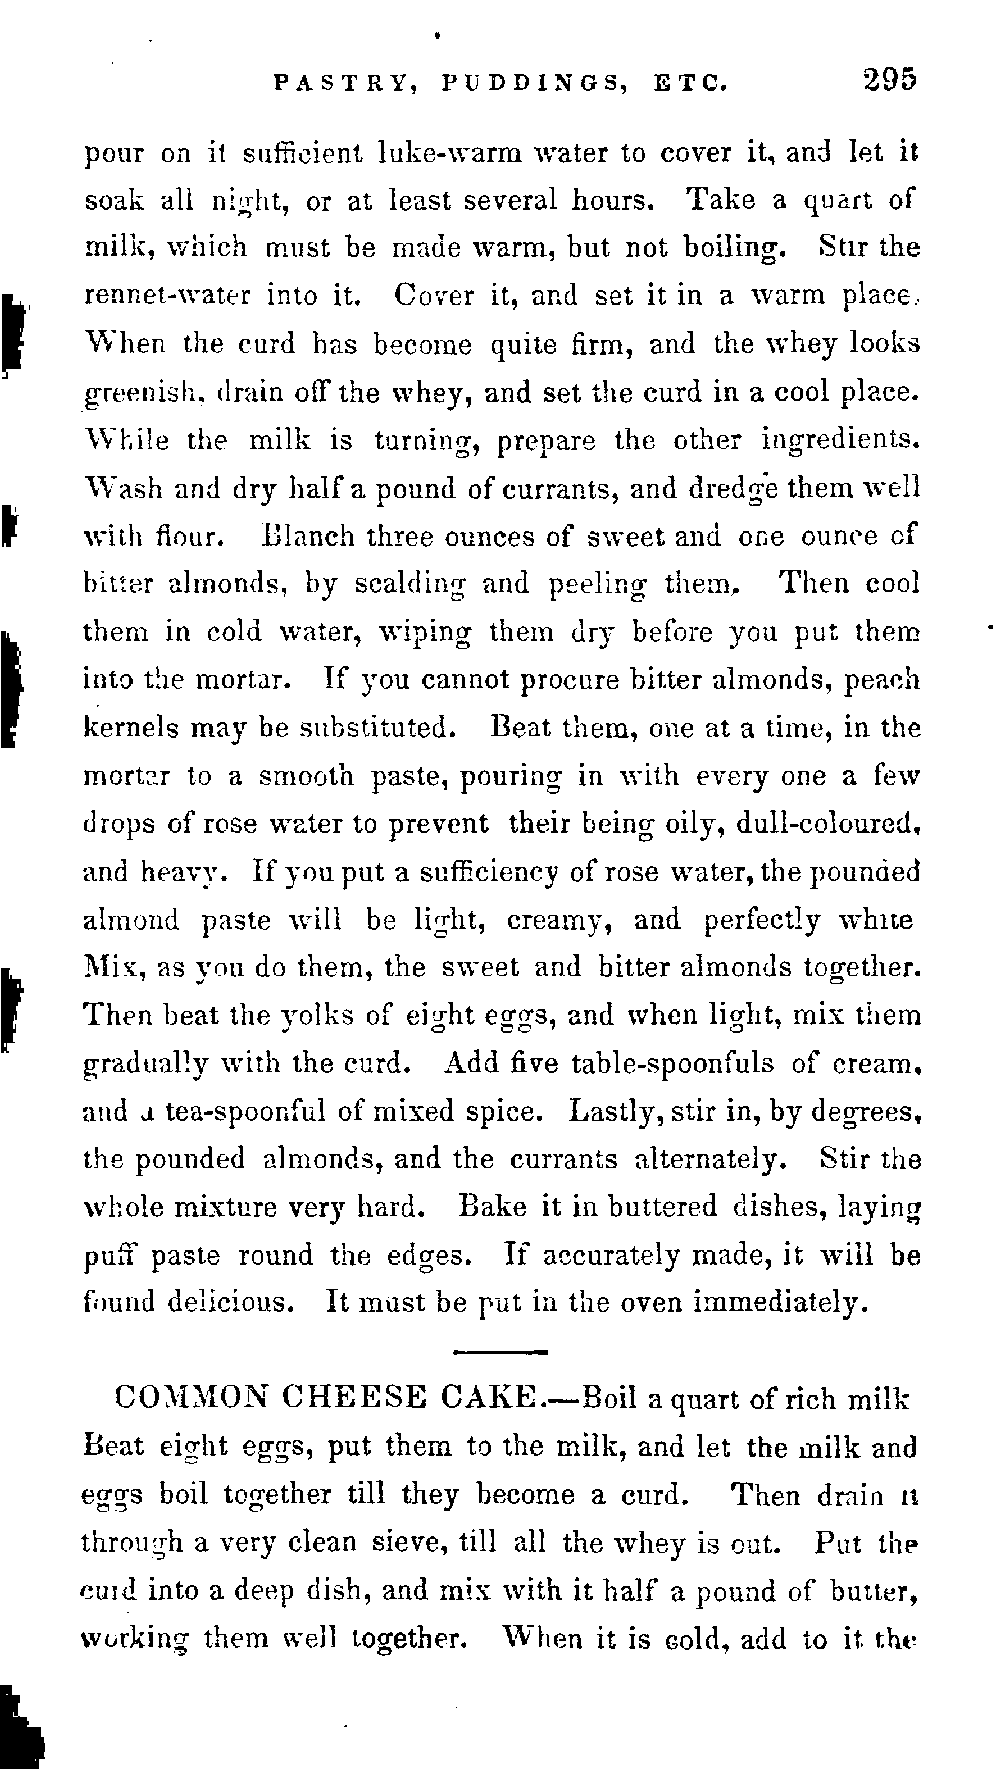 PASTRY, PUDDINGS, ETC. 295
pour on it sufficient luke-warm water to cover it, and let it
soak all night, or at least several hours. Take a quart of
milk, which must be made warm, but not boiling. Stir the
rennet-water into it. Cover it, and set it in a warm place.
When the curd has become quite firm, and the whey looks
greenish, drain off the whey, and set the curd in a cool place.
While the milk is turning, prepare the other ingredients.
Wash and dry half a pound of currants, and dredge them well
with flour. Blanch three ounces of sweet and one ounce of
bitter almonds, by scalding and peeling them. Then cool
them in cold water, wiping them dry before you put them
into the mortar. If you cannot procure bitter almonds, peach
kernels may be substituted. Beat them, one at a time, in the
mortar to a smooth paste, pouring in with every one a few
drops of rose water to prevent their being oily, dull-coloured,
and heavy. If you put a sufficiency of rose water, the pounded
almond paste will be light, creamy, and perfectly white
Mix, as you do them, the sweet and bitter almonds together.
Then beat the yolks of eight eggs, and when light, mix them
gradually with the curd. Add five table-spoonfuls of cream,
and a tea-spoonful of mixed spice. Lastly, stir in, by degrees,
the pounded almonds, and the currants alternately. Stir the
whole mixture very hard. Bake it in buttered dishes, laying
puff paste round the edges. If accurately made, it will be
found delicious. It must be put in the oven immediately.
COMMON CHEESE CAKE.—Boil a quart of rich milk
Beat eight eggs, put them to the milk, and let the milk and
eggs boil together till they become a curd. Then drain it
through a very clean sieve, till all the whey is out. Put the
curd into a deep dish, and mix with it half a pound of butter,
working them well together. When it is cold, add to it the